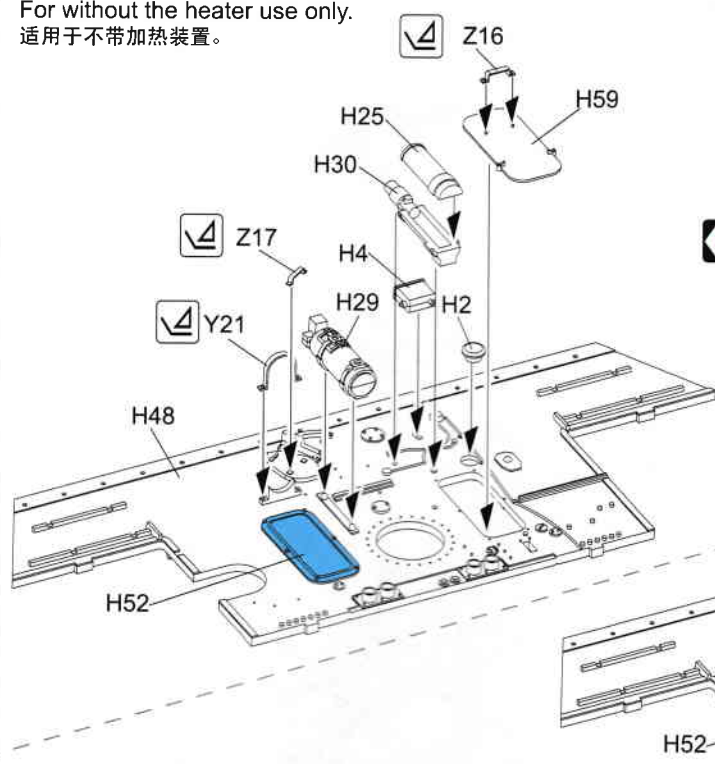 For without the heater use only.
适用于不带加热装置。
Z16
H59
H25
H30
Z17
H4
H29
H2
Y21
H48
H52
H52